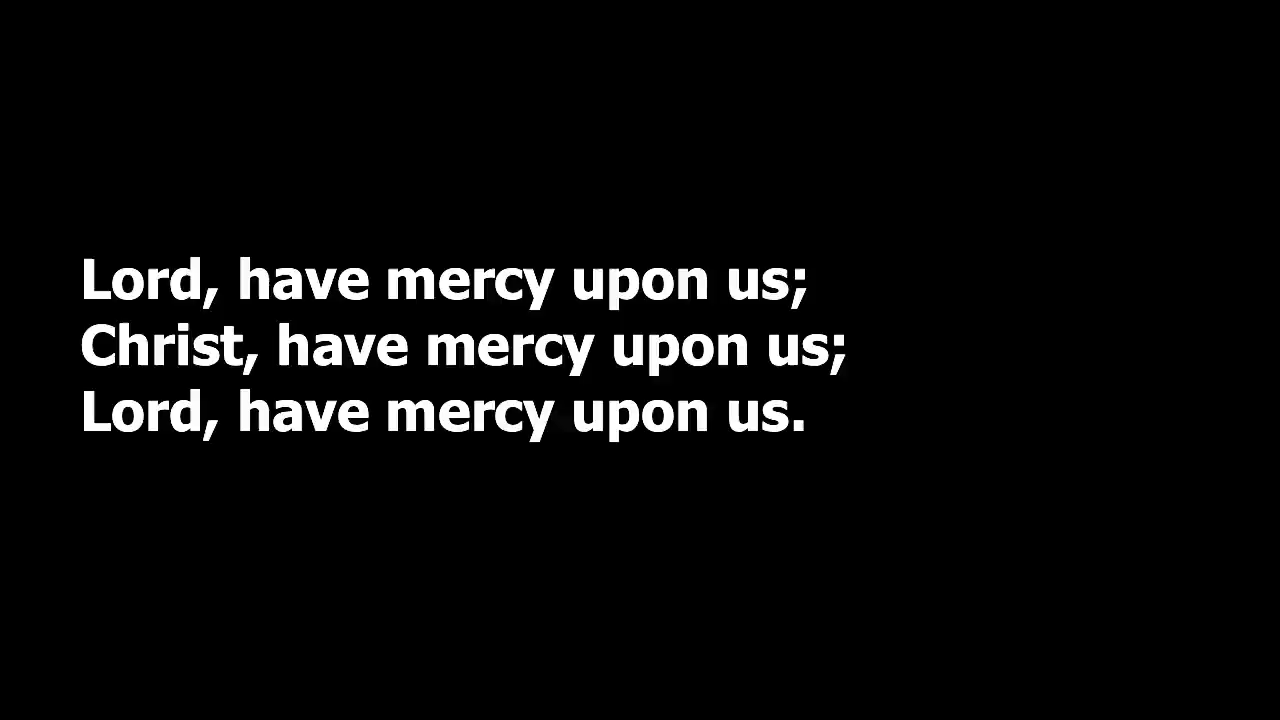 Lord, have mercy upon us;
Christ, have mercy upon us;
Lord, have mercy upon us.